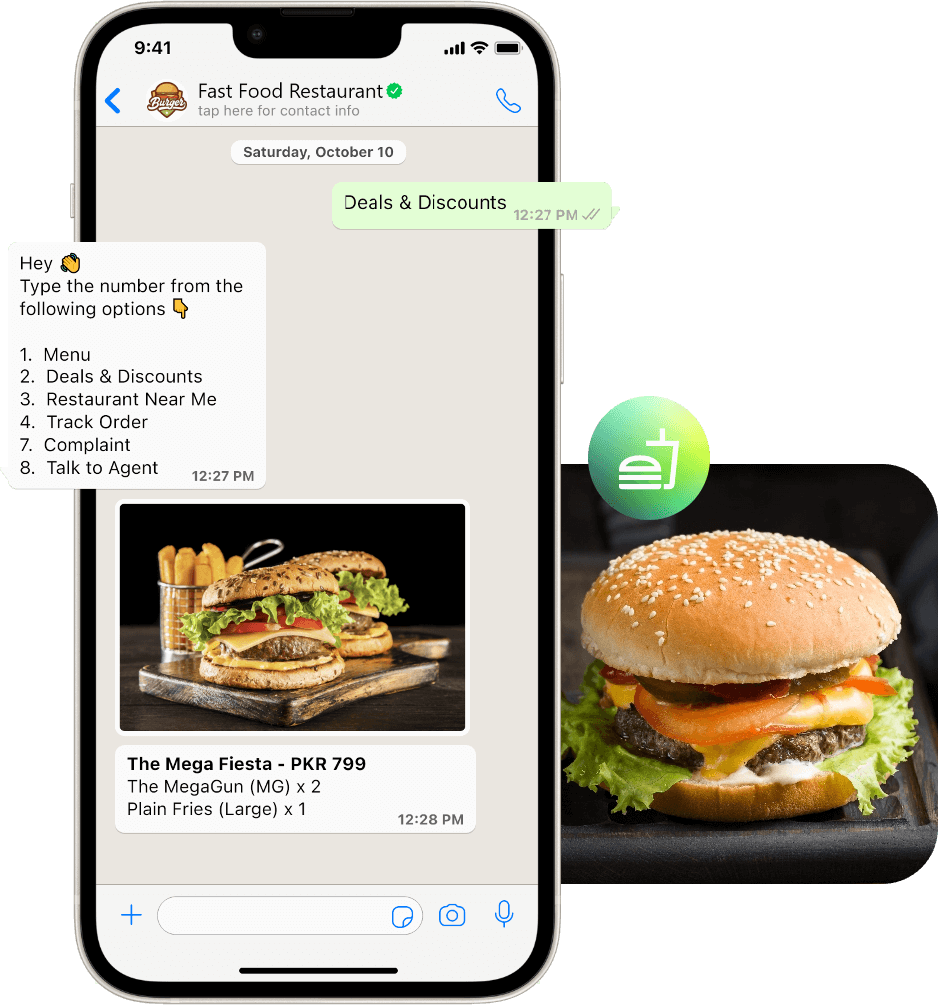 9:41
Burger
Fast Food Restaurant
tap here for contact info
Saturday, October 10
Deals & Discounts
12:27 PM
Hey 👋
Type the number from the
following options 👇
1. Menu
2. Deals & Discounts
3. Restaurant Near Me
4. Track Order
7. Complaint
8. Talk to Agent
12:27 PM
The Mega Fiesta - PKR 799
The MegaGun (MG) x 2
Plain Fries (Large) x 1
12:28 PM